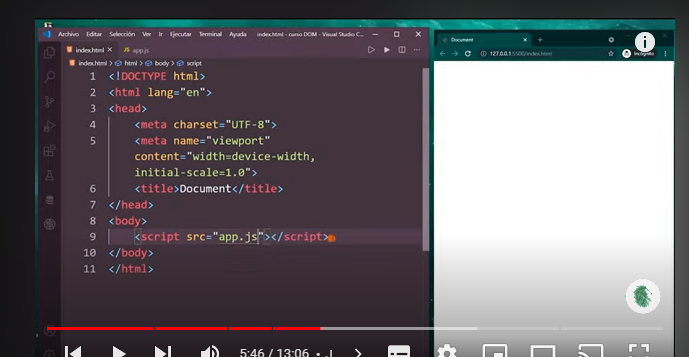 Archivo Editar Selección Ver Ir Ejecutar Terminal Ayuda index.html - curso DOM - Visual Studio C...
index.html app.js
index.html > html > body > script
1 <!DOCTYPE html>
2 <html lang="en">
3 <head>
4 <meta charset="UTF-8">
5 <meta name="viewport"
content="width=device-width,
initial-scale=1.0">
6 <title>Document</title>
7 </head>
8 <body>
9 <script src="app.js"></script>
10 </body>
11 </html>
Document
127.0.0.1:5500/index.html
Incógnito
5:46 / 13:06